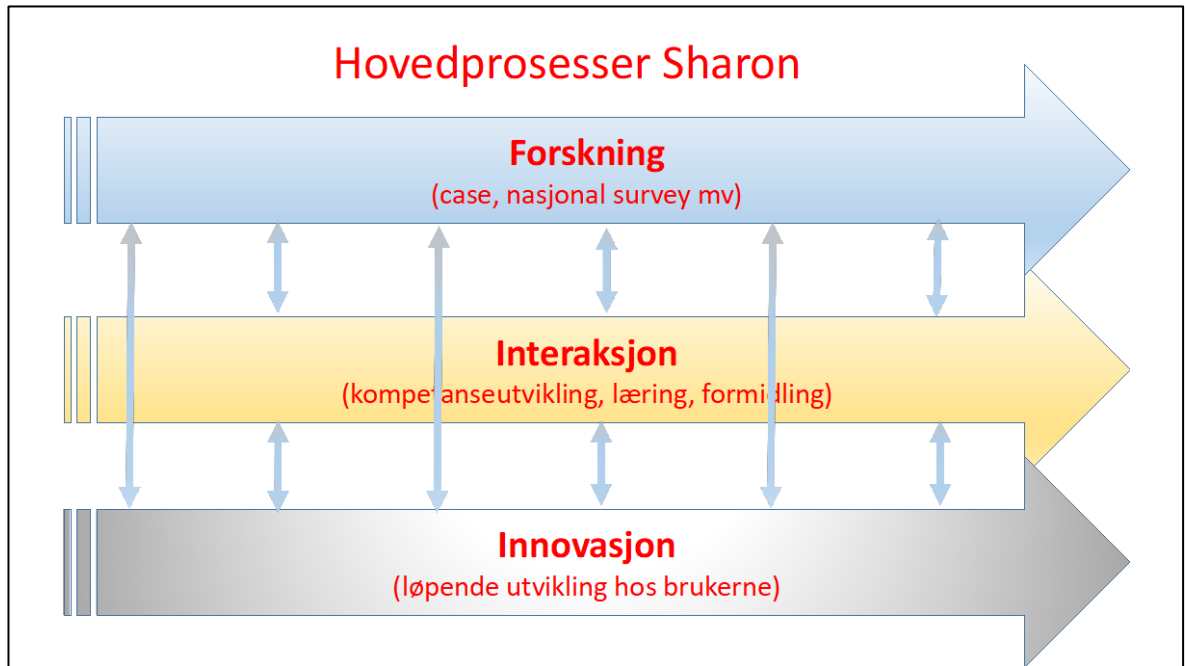 Hovedprosesser Sharon
Forskning
(case, nasjonal survey mv)
Interaksjon
(kompetanseutvikling, læring, formidling)
Innovasjon
(løpende utvikling hos brukerne)